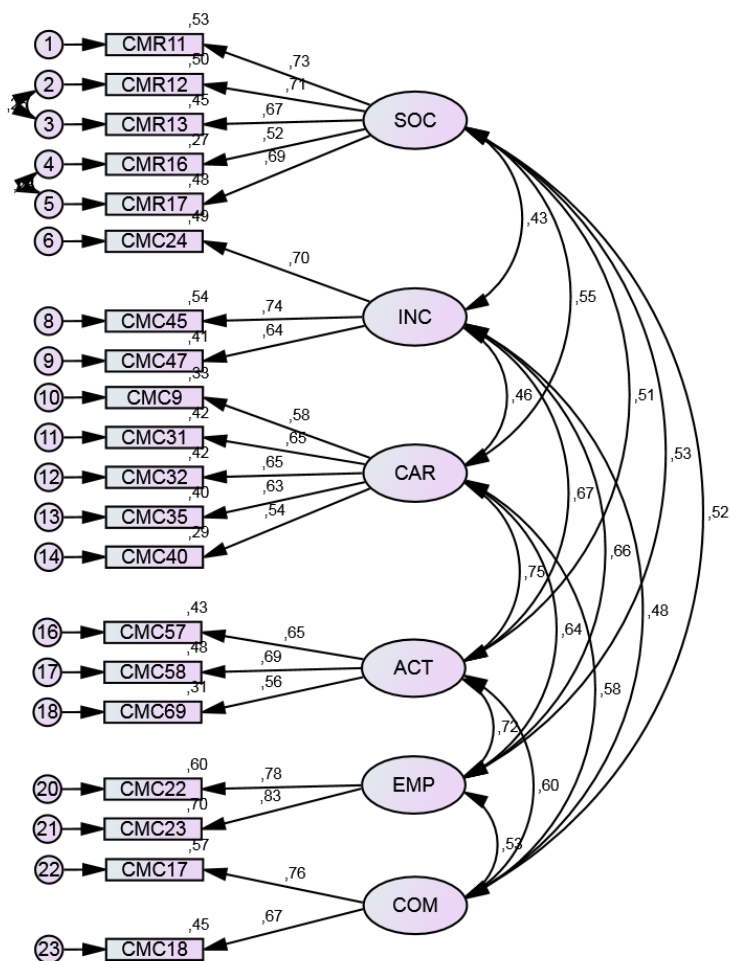 ,53
1 CMR11
,73
,50
2 CMR12
,71
SOC
,45
3 CMR13
,67
,27
4 CMR16
,52
,48
5 CMR17
,69
,49
6 CMC24
,70
,43
,55
,54
8 CMC45
,74
INC
,41
9 CMC47
,64
,33
10 CMC9
,58
,46
,51
,42
11 CMC31
,65
,53
,42
12 CMC32
,65
CAR
,40
13 CMC35
,63
,67
,52
,29
14 CMC40
,54
,66
,75
,43
16 CMC57
,65
,64
,48
,48
17 CMC58
,69
ACT
,31
18 CMC69
,56
,58
,72
,60
20 CMC22
,78
EMP
,60
,70
21 CMC23
,83
,57
22 CMC17
,76
,53
COM
,45
23 CMC18
,67